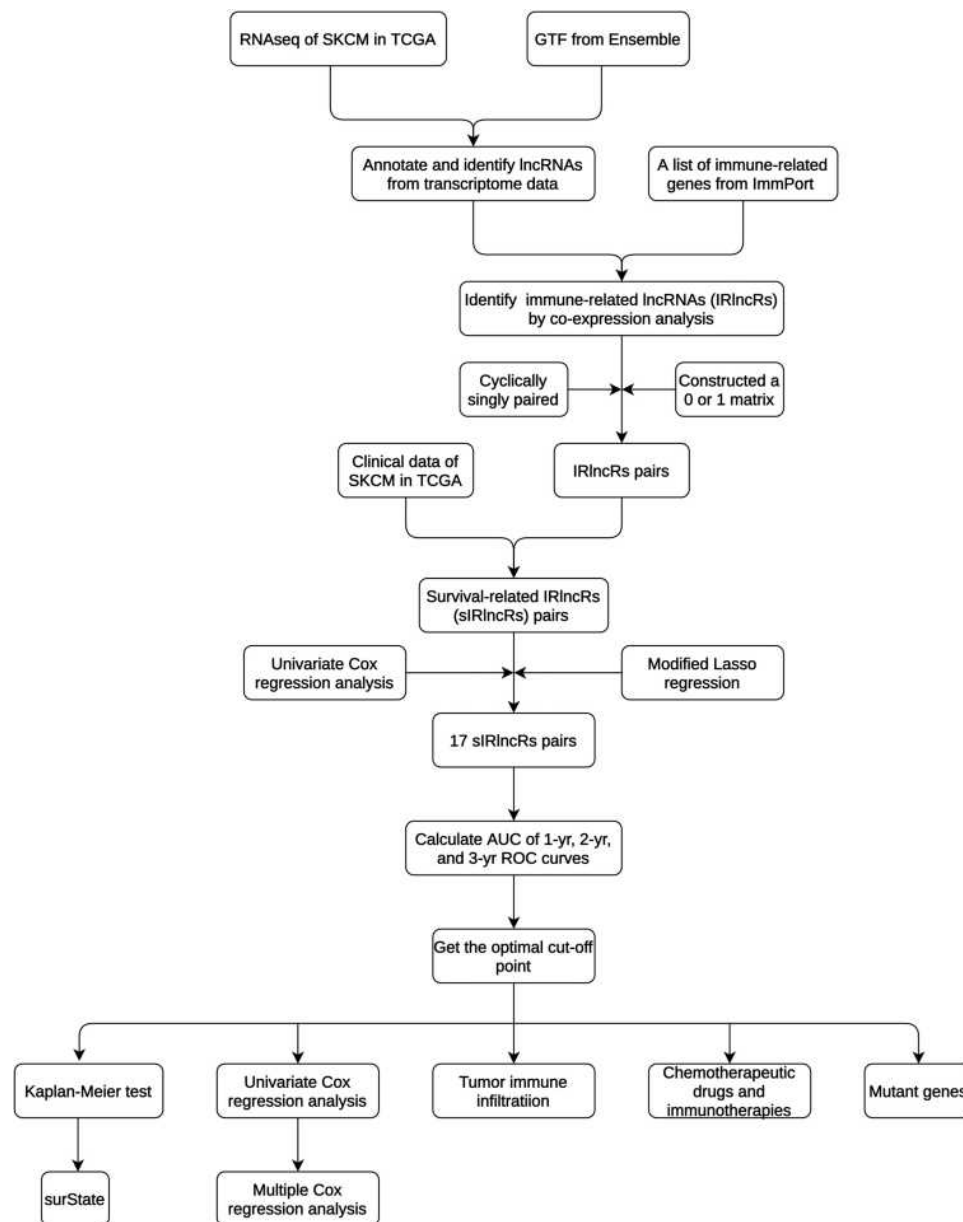 RNAseq of SKCM in TCGA
GTF from Ensemble
Annotate and identify lncRNAs
from transcriptome data
A list of immune-related
genes from ImmPort
Identify immune-related lncRNAs (IRlncRs)
by co-expression analysis
Cyclically
singly paired
Constructed a
0 or 1 matrix
Clinical data of
SKCM in TCGA
IRlncRs pairs
Survival-related IRlncRs
(sIRlncRs) pairs
Univariate Cox
regression analysis
Modified Lasso
regression
17 sIRlncRs pairs
Calculate AUC of 1-yr, 2-yr,
and 3-yr ROC curves
Get the optimal cut-off
point
Kaplan-Meier test
Univariate Cox
regression analysis
Tumor immune
infiltratiion
Chemotherapeutic
drugs and
immunotherapies
Mutant genes
surState
Multiple Cox
regression analysis